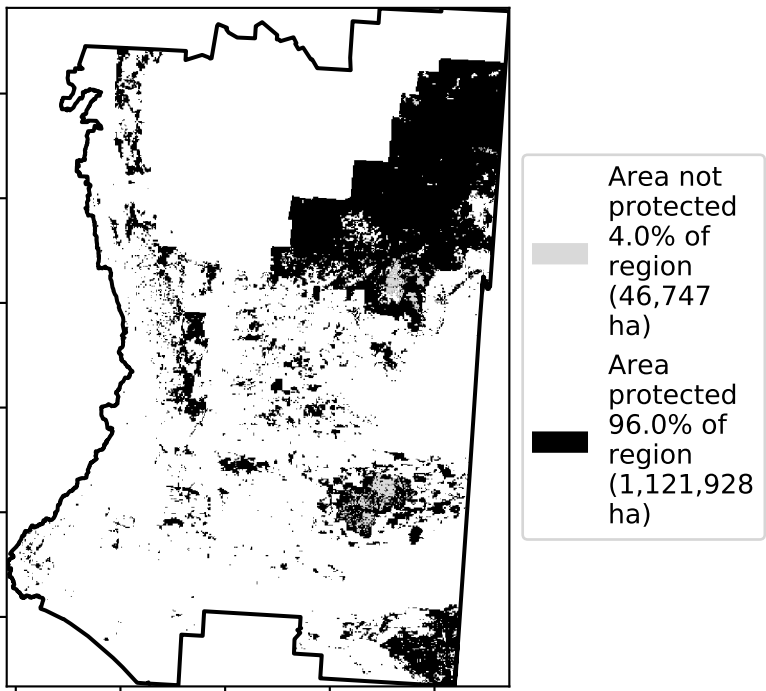 Area not
protected
4.0% of
region
(46,747
ha)
Area
protected
96.0% of
region
(1,121,928
ha)